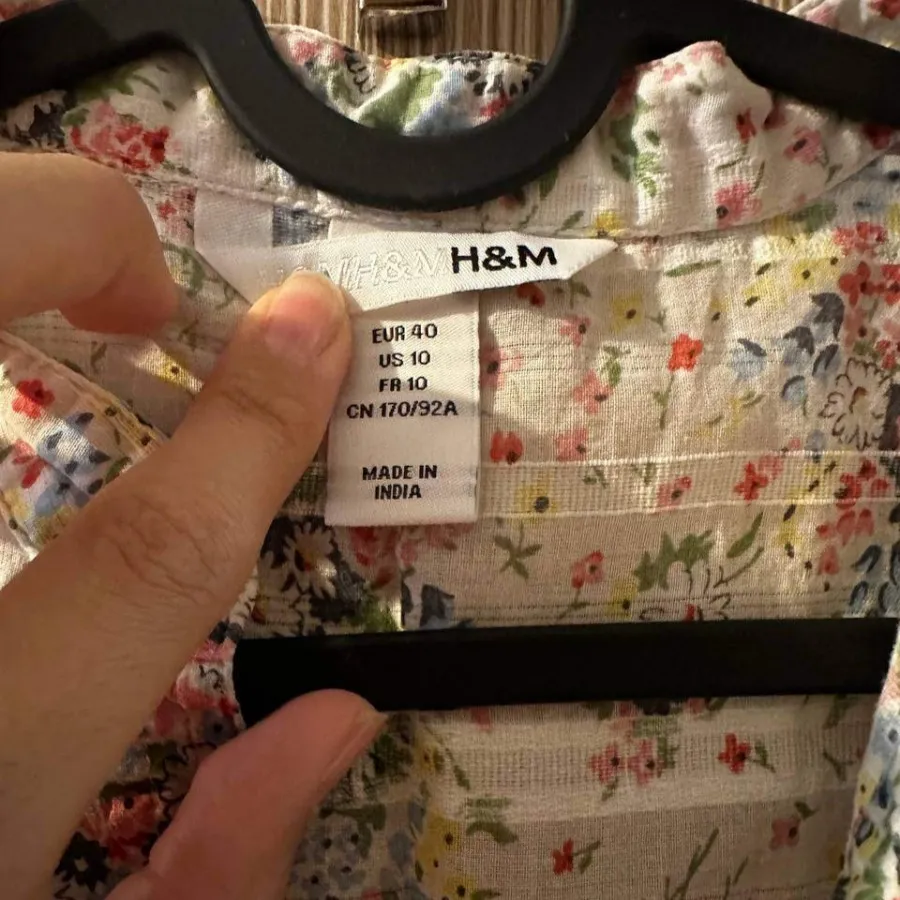 H&M H&M
EUR 40
US 10
FR 10
CN 170/92A
MADE IN
INDIA